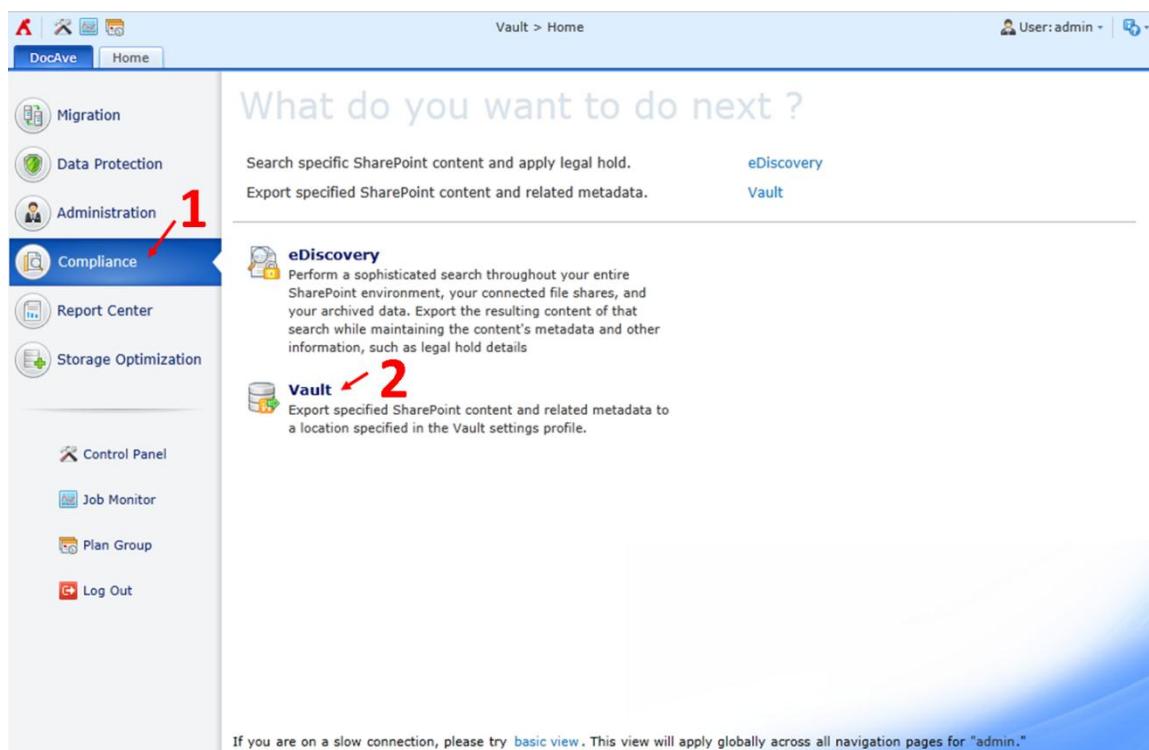 Vault > Home
User: admin
DocAve
Home
Migration
Data Protection
Administration
1
Compliance
Report Center
Storage Optimization
Control Panel
Job Monitor
Plan Group
Log Out
What do you want to do next ?
Search specific SharePoint content and apply legal hold. eDiscovery
Export specified SharePoint content and related metadata. Vault
eDiscovery
Perform a sophisticated search throughout your entire
SharePoint environment, your connected file shares, and
your archived data. Export the resulting content of that
search while maintaining the content's metadata and other
information, such as legal hold details
Vault
2
Export specified SharePoint content and related metadata to
a location specified in the Vault settings profile.
If you are on a slow connection, please try basic view. This view will apply globally across all navigation pages for "admin."